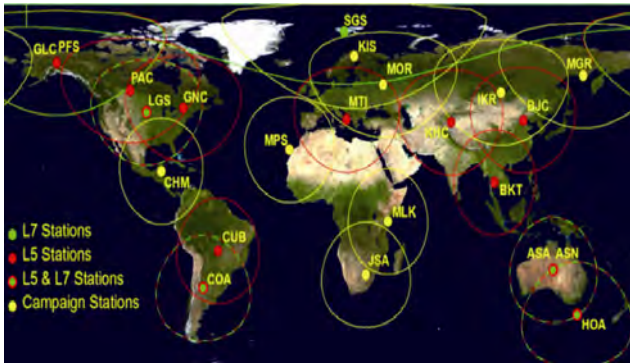 SGS
GLC PFS
KIS
MOR
MGR
PAC
LGS
GNC
IKR
MTI
KHC
BJC
MPS
CHM
BKT
MLK
L7 Stations
L5 Stations
L5 & L7 Stations
Campaign Stations
CUB
COA
JSA
ASA ASN
HOA